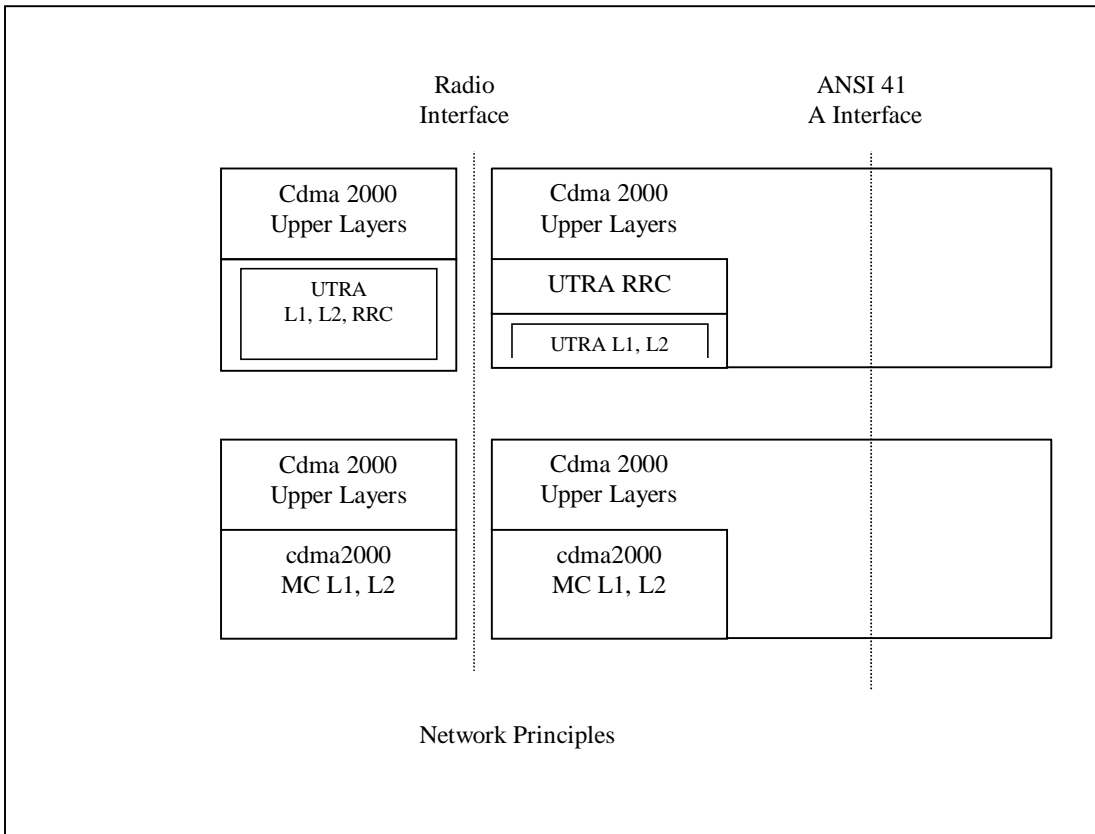 Radio
Interface
ANSI 41
A Interface
Cdma 2000
Upper Layers
UTRA
L1, L2, RRC
Cdma 2000
Upper Layers
UTRA RRC
UTRA L1, L2
Cdma 2000
Upper Layers
cdma2000
MC L1, L2
Cdma 2000
Upper Layers
cdma2000
MC L1, L2
Network Principles